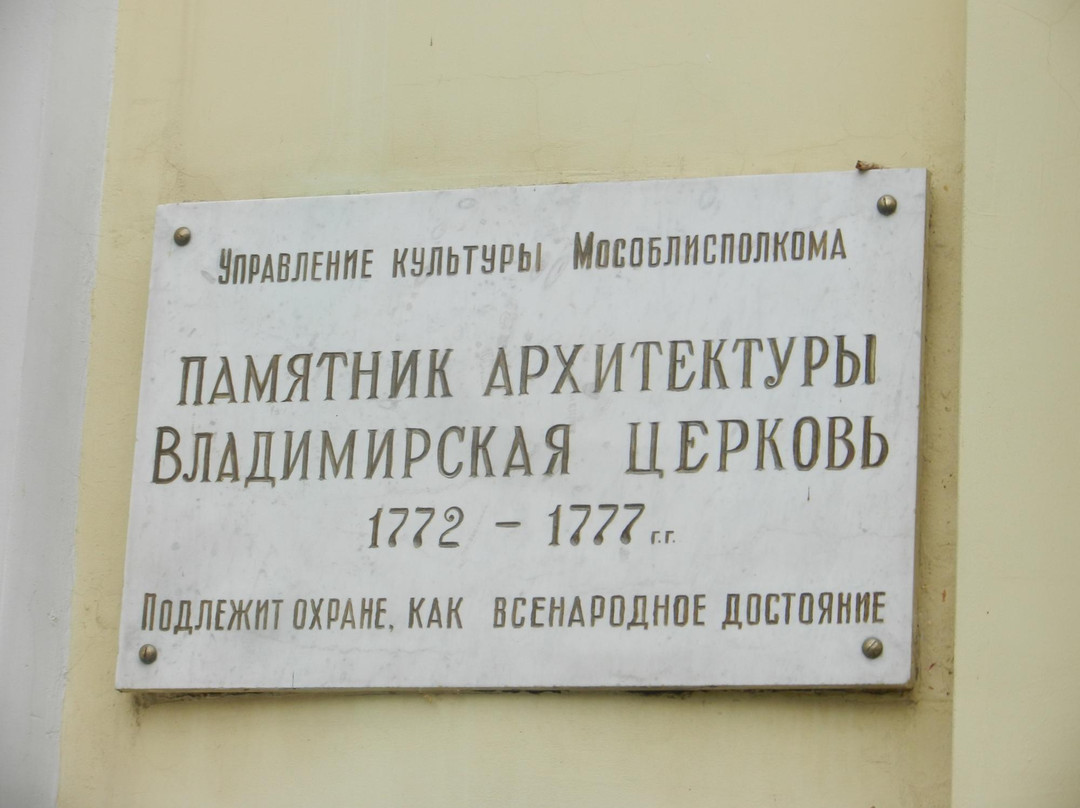 Управление культуры Мособлисполкома
Памятник архитектуры
Владимирская церковь
1772 – 1777 г.г.
Подлежит охране, как всенародное достояние